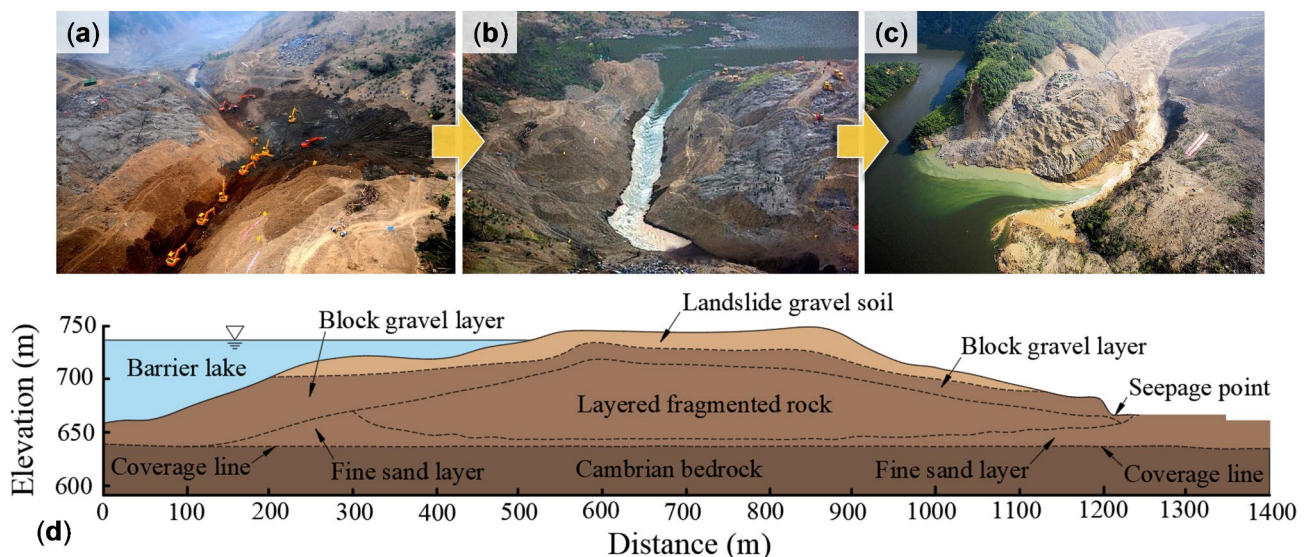 (a)
(b)
(c)
Landslide gravel soil
Block gravel layer
Block gravel layer
Barrier lake
Seepage point
Layered fragmented rock
Coverage line
Fine sand layer
Cambrian bedrock
Fine sand layer
Coverage line
Elevation (m)
750
700
650
600
0 100 200 300 400 500 600 700 800 900 1000 1100 1200 1300 1400
(d)
Distance (m)